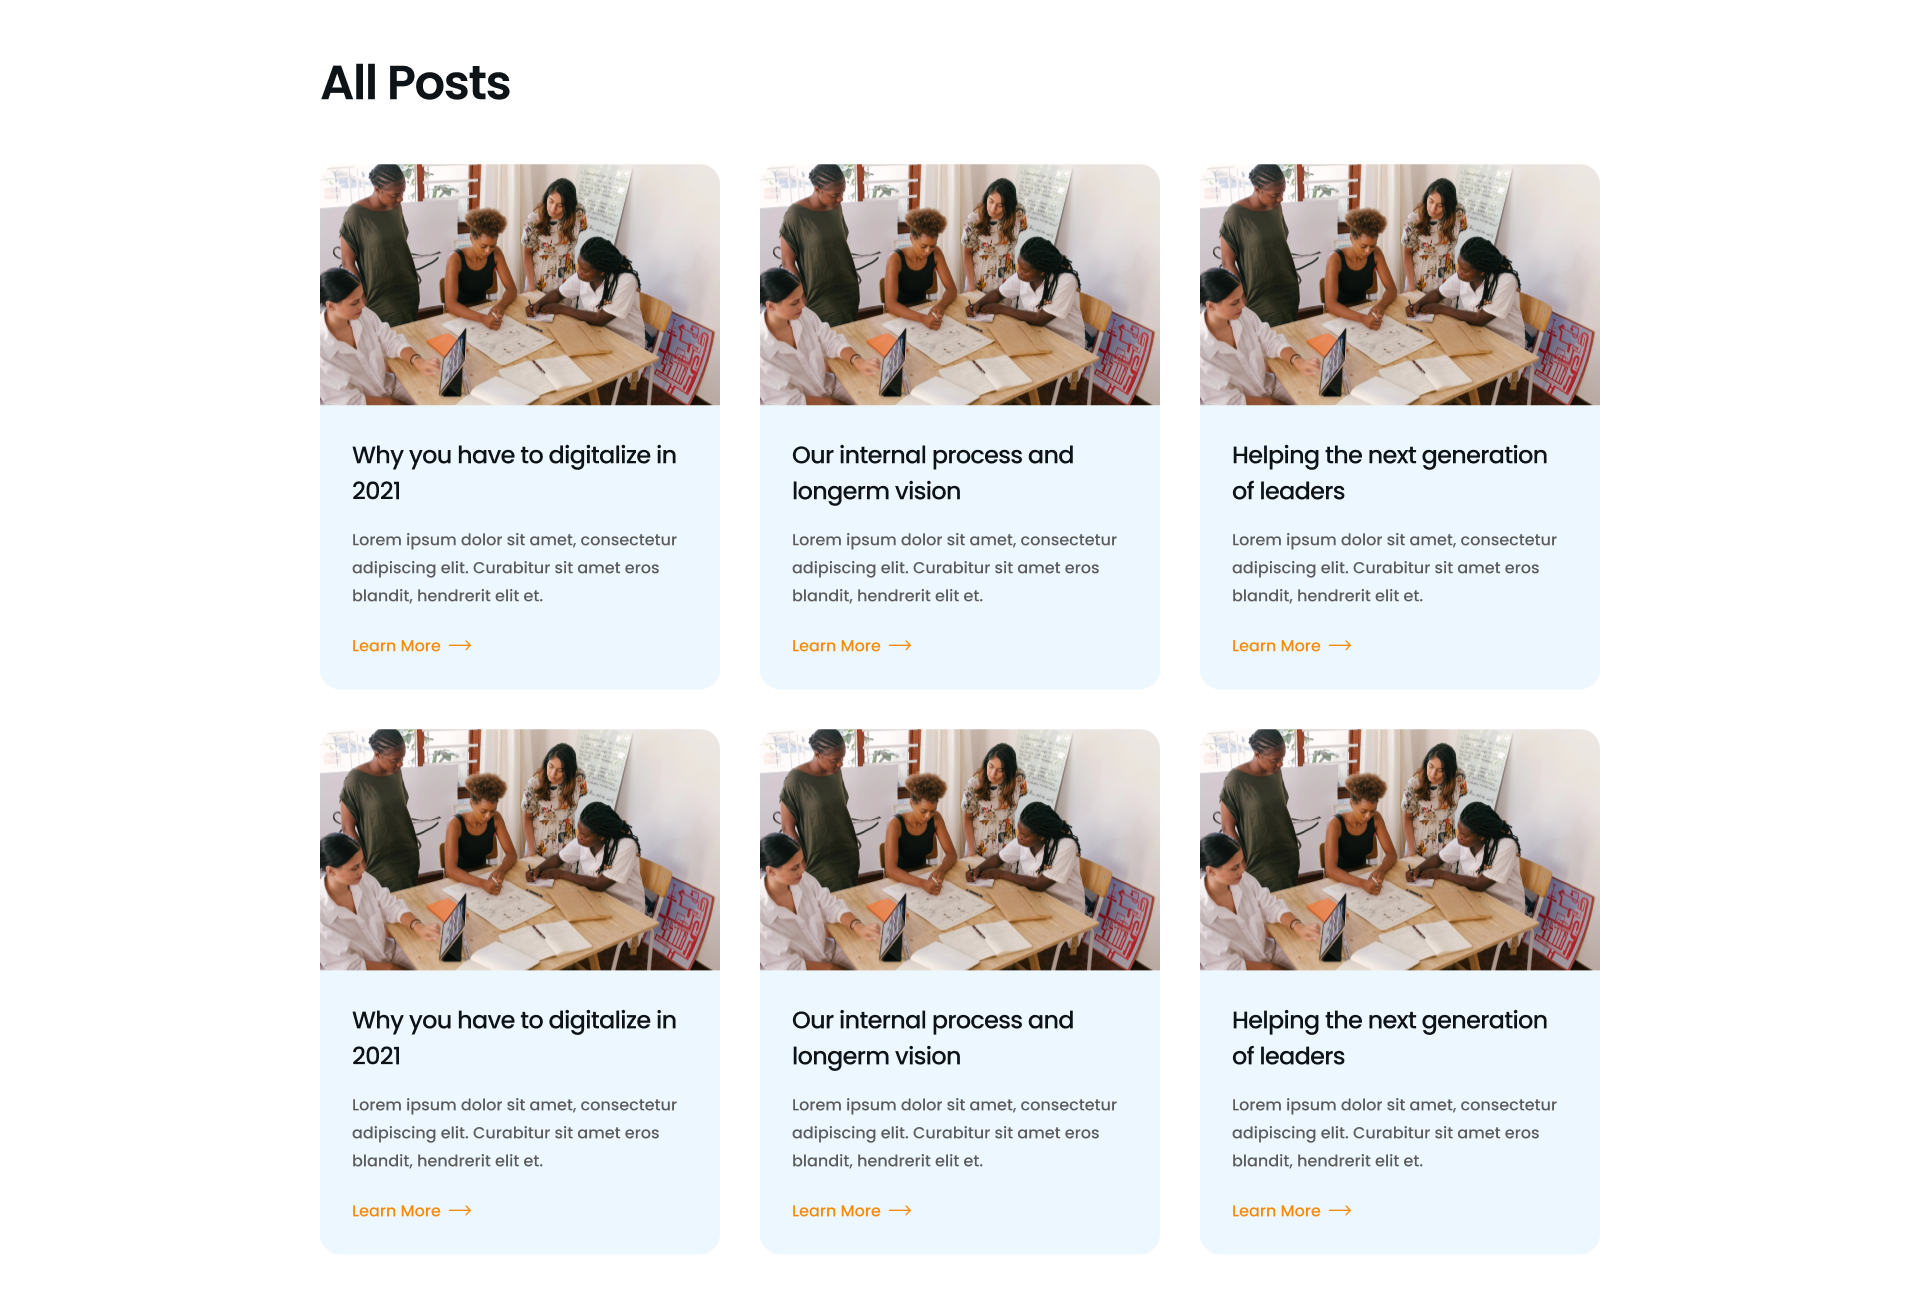 All Posts
Why you have to digitalize in
2021
Lorem ipsum dolor sit amet, consectetur
adipiscing elit. Curabitur sit amet eros
blandit, hendrerit elit et.
Learn More
Our internal process and
longerm vision
Lorem ipsum dolor sit amet, consectetur
adipiscing elit. Curabitur sit amet eros
blandit, hendrerit elit et.
Learn More
Helping the next generation
of leaders
Lorem ipsum dolor sit amet, consectetur
adipiscing elit. Curabitur sit amet eros
blandit, hendrerit elit et.
Learn More
Why you have to digitalize in
2021
Lorem ipsum dolor sit amet, consectetur
adipiscing elit. Curabitur sit amet eros
blandit, hendrerit elit et.
Learn More
Our internal process and
longerm vision
Lorem ipsum dolor sit amet, consectetur
adipiscing elit. Curabitur sit amet eros
blandit, hendrerit elit et.
Learn More
Helping the next generation
of leaders
Lorem ipsum dolor sit amet, consectetur
adipiscing elit. Curabitur sit amet eros
blandit, hendrerit elit et.
Learn More